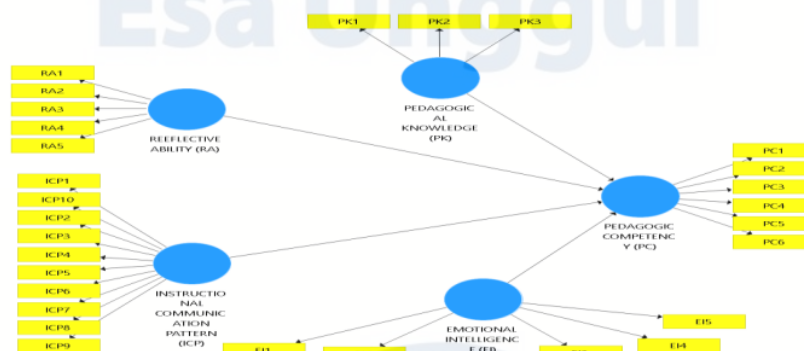 Esa Unggul
PK1
PK2
PK3
RA1
RA2
RA3
RA4
RA5
REEFLECTIVE
ABILITY (RA)
PEDAGOGIC
AL
KNOWLEDGE
(PK)
ICP1
ICP10
ICP2
ICP3
ICP4
ICP5
ICP6
ICP7
ICP8
ICP9
INSTRUCTIO
NAL
COMMUNIC
ATION
PATTERN
(ICP)
PC1
PC2
PC3
PC4
PC5
PC6
PEDAGOGIC
COMPETENC
Y (PC)
EMOTIONAL
INTELLIGENC
E (EI)
EI1
EI5
EI4